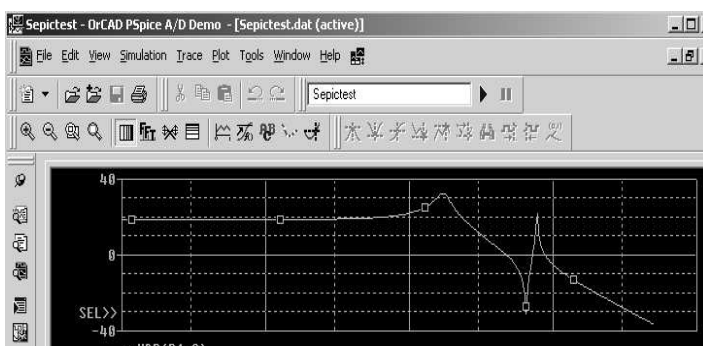 Sepictest - OrCAD PSpice A/D Demo - [Sepictest.dat (active)]
File Edit View Simulation Trace Plot Tools Window Help
Sepictest
FFT
40
0
SEL>>
-40